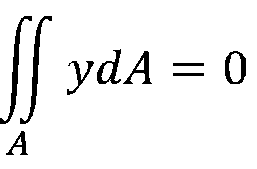 ∬_A y dA = 0